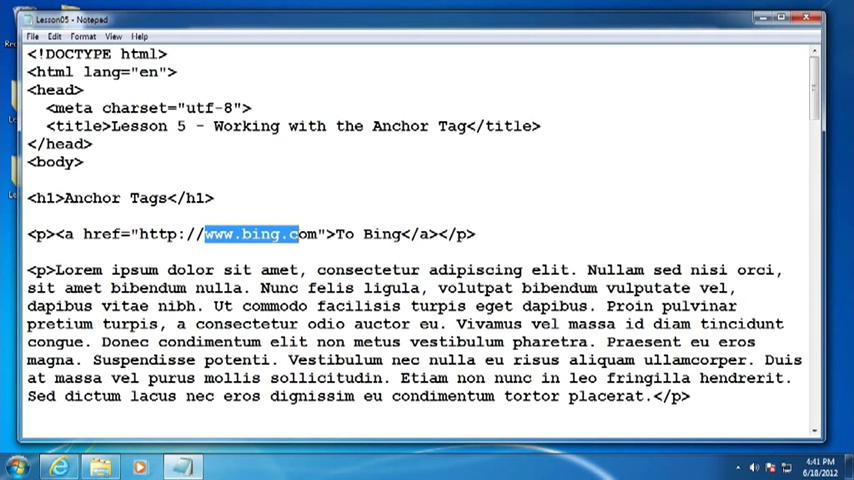 Lesson05 - Notepad
File Edit Format View Help
<!DOCTYPE html>
<html lang="en">
<head>
<meta charset="utf-8">
<title>Lesson 5 - Working with the Anchor Tag</title>
</head>
<body>
<h1>Anchor Tags</h1>
<p><a href="http://www.bing.com">To Bing</a></p>
<p>Lorem ipsum dolor sit amet, consectetur adipiscing elit. Nullam sed nisi orci,
sit amet bibendum nulla. Nunc felis ligula, volutpat bibendum vulputate vel,
dapibus vitae nibh. Ut commodo facilisis turpis eget dapibus. Proin pulvinar
pretium turpis, a consectetur odio auctor eu. Vivamus vel massa id diam tincidunt
congue. Donec condimentum elit non metus vestibulum pharetra. Praesent eu eros
magna. Suspendisse potenti. Vestibulum nec nulla eu risus aliquam ullamcorper. Duis
at massa vel purus mollis sollicitudin. Etiam non nunc in leo fringilla hendrerit.
Sed dictum lacus nec eros dignissim eu condimentum tortor placerat.</p>
4:41 PM
6/18/2012